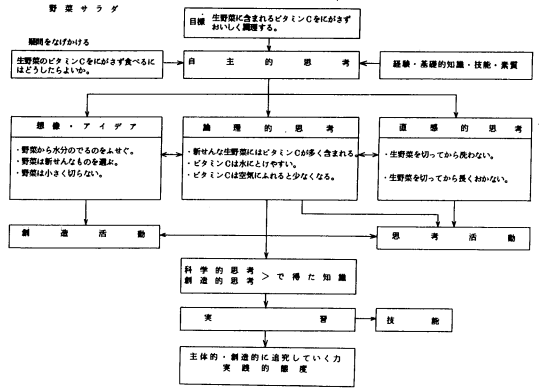 野菜サラダ
目標 生野菜に含まれるビタミンCをにがさず
おいしく調理する。
疑問をなげかける
生野菜のビタミンCをにがさず食べるに
はどうしたらよいか。
自主的思考
経験・基礎的知識・技能・素質
想像・アイデア
・野菜から水分のでるのをふせぐ。
・野菜は新せんなものを選ぶ。
・野菜は小さく切らない。
論理的思考
・新せんな生野菜にはビタミンCが多く含まれる。
・ビタミンCは水にとけやすい。
・ビタミンCは空気にふれると少なくなる。
直感的思考
・生野菜を切ってから洗わない。
・生野菜を切ってから長くおかない。
創造活動
思考活動
科学的思考
創造的思考 > で得た知識
実習
技能
主体的・創造的に追究していく力
実践的態度